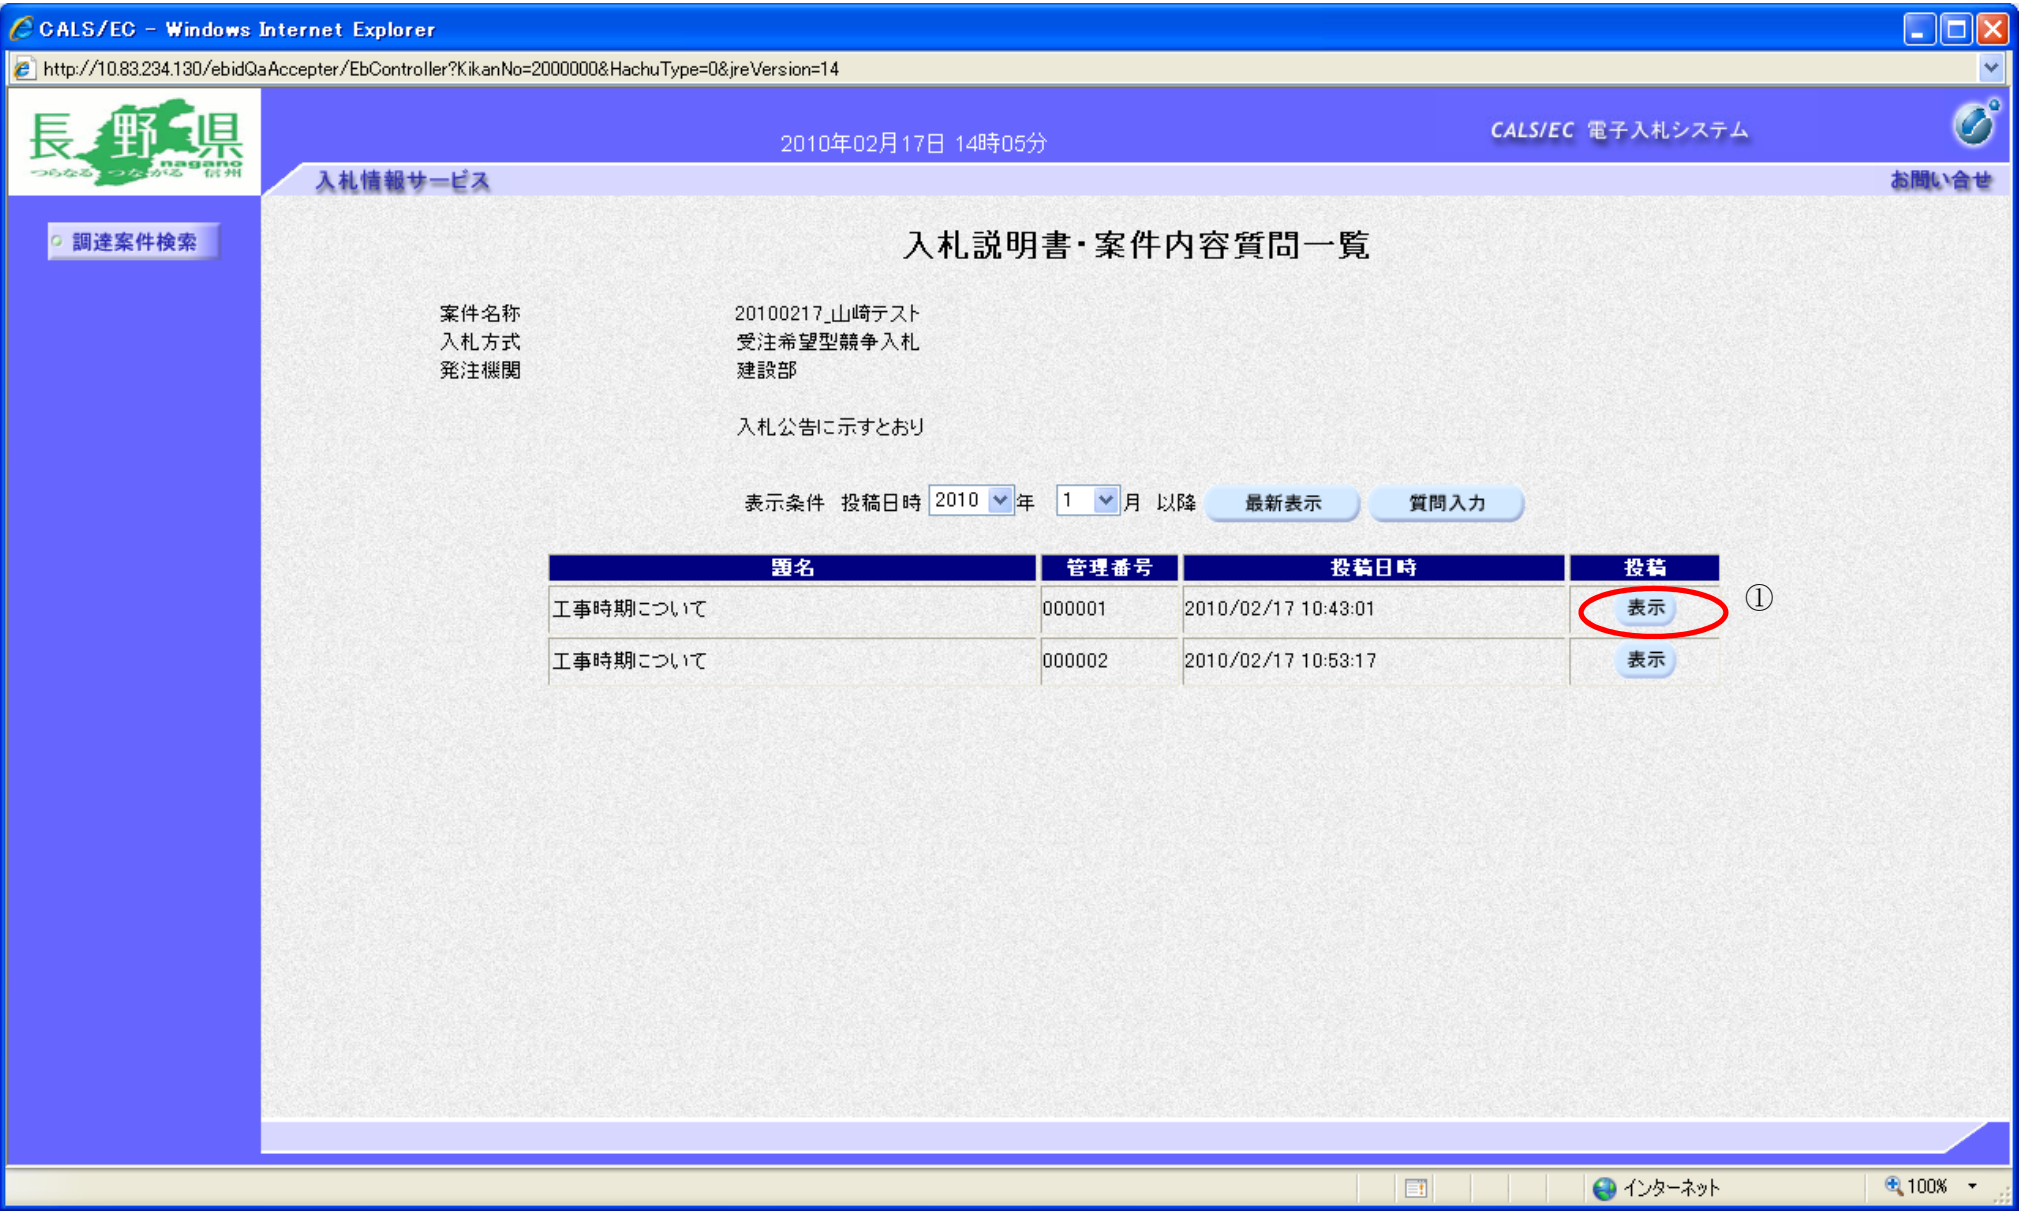 CALS/EC - Windows Internet Explorer
http://10.83.234.130/ebidQaAccepter/EbController?KikanNo=2000000&HachuType=0&jreVersion=14
長野県
nagano
つらなる つながる 信州
2010年02月17日 14時05分
CALS/EC 電子入札システム
入札情報サービス
お問い合せ
調達案件検索
入札説明書・案件内容質問一覧
案件名称 20100217_山崎テスト
入札方式 受注希望型競争入札
発注機関 建設部
入札公告に示すとおり
表示条件 投稿日時 2010 年 1 月 以降 最新表示 質問入力
題名 管理番号 投稿日時 投稿
工事時期について 000001 2010/02/17 10:43:01 表示 ①
工事時期について 000002 2010/02/17 10:53:17 表示
インターネット 100%